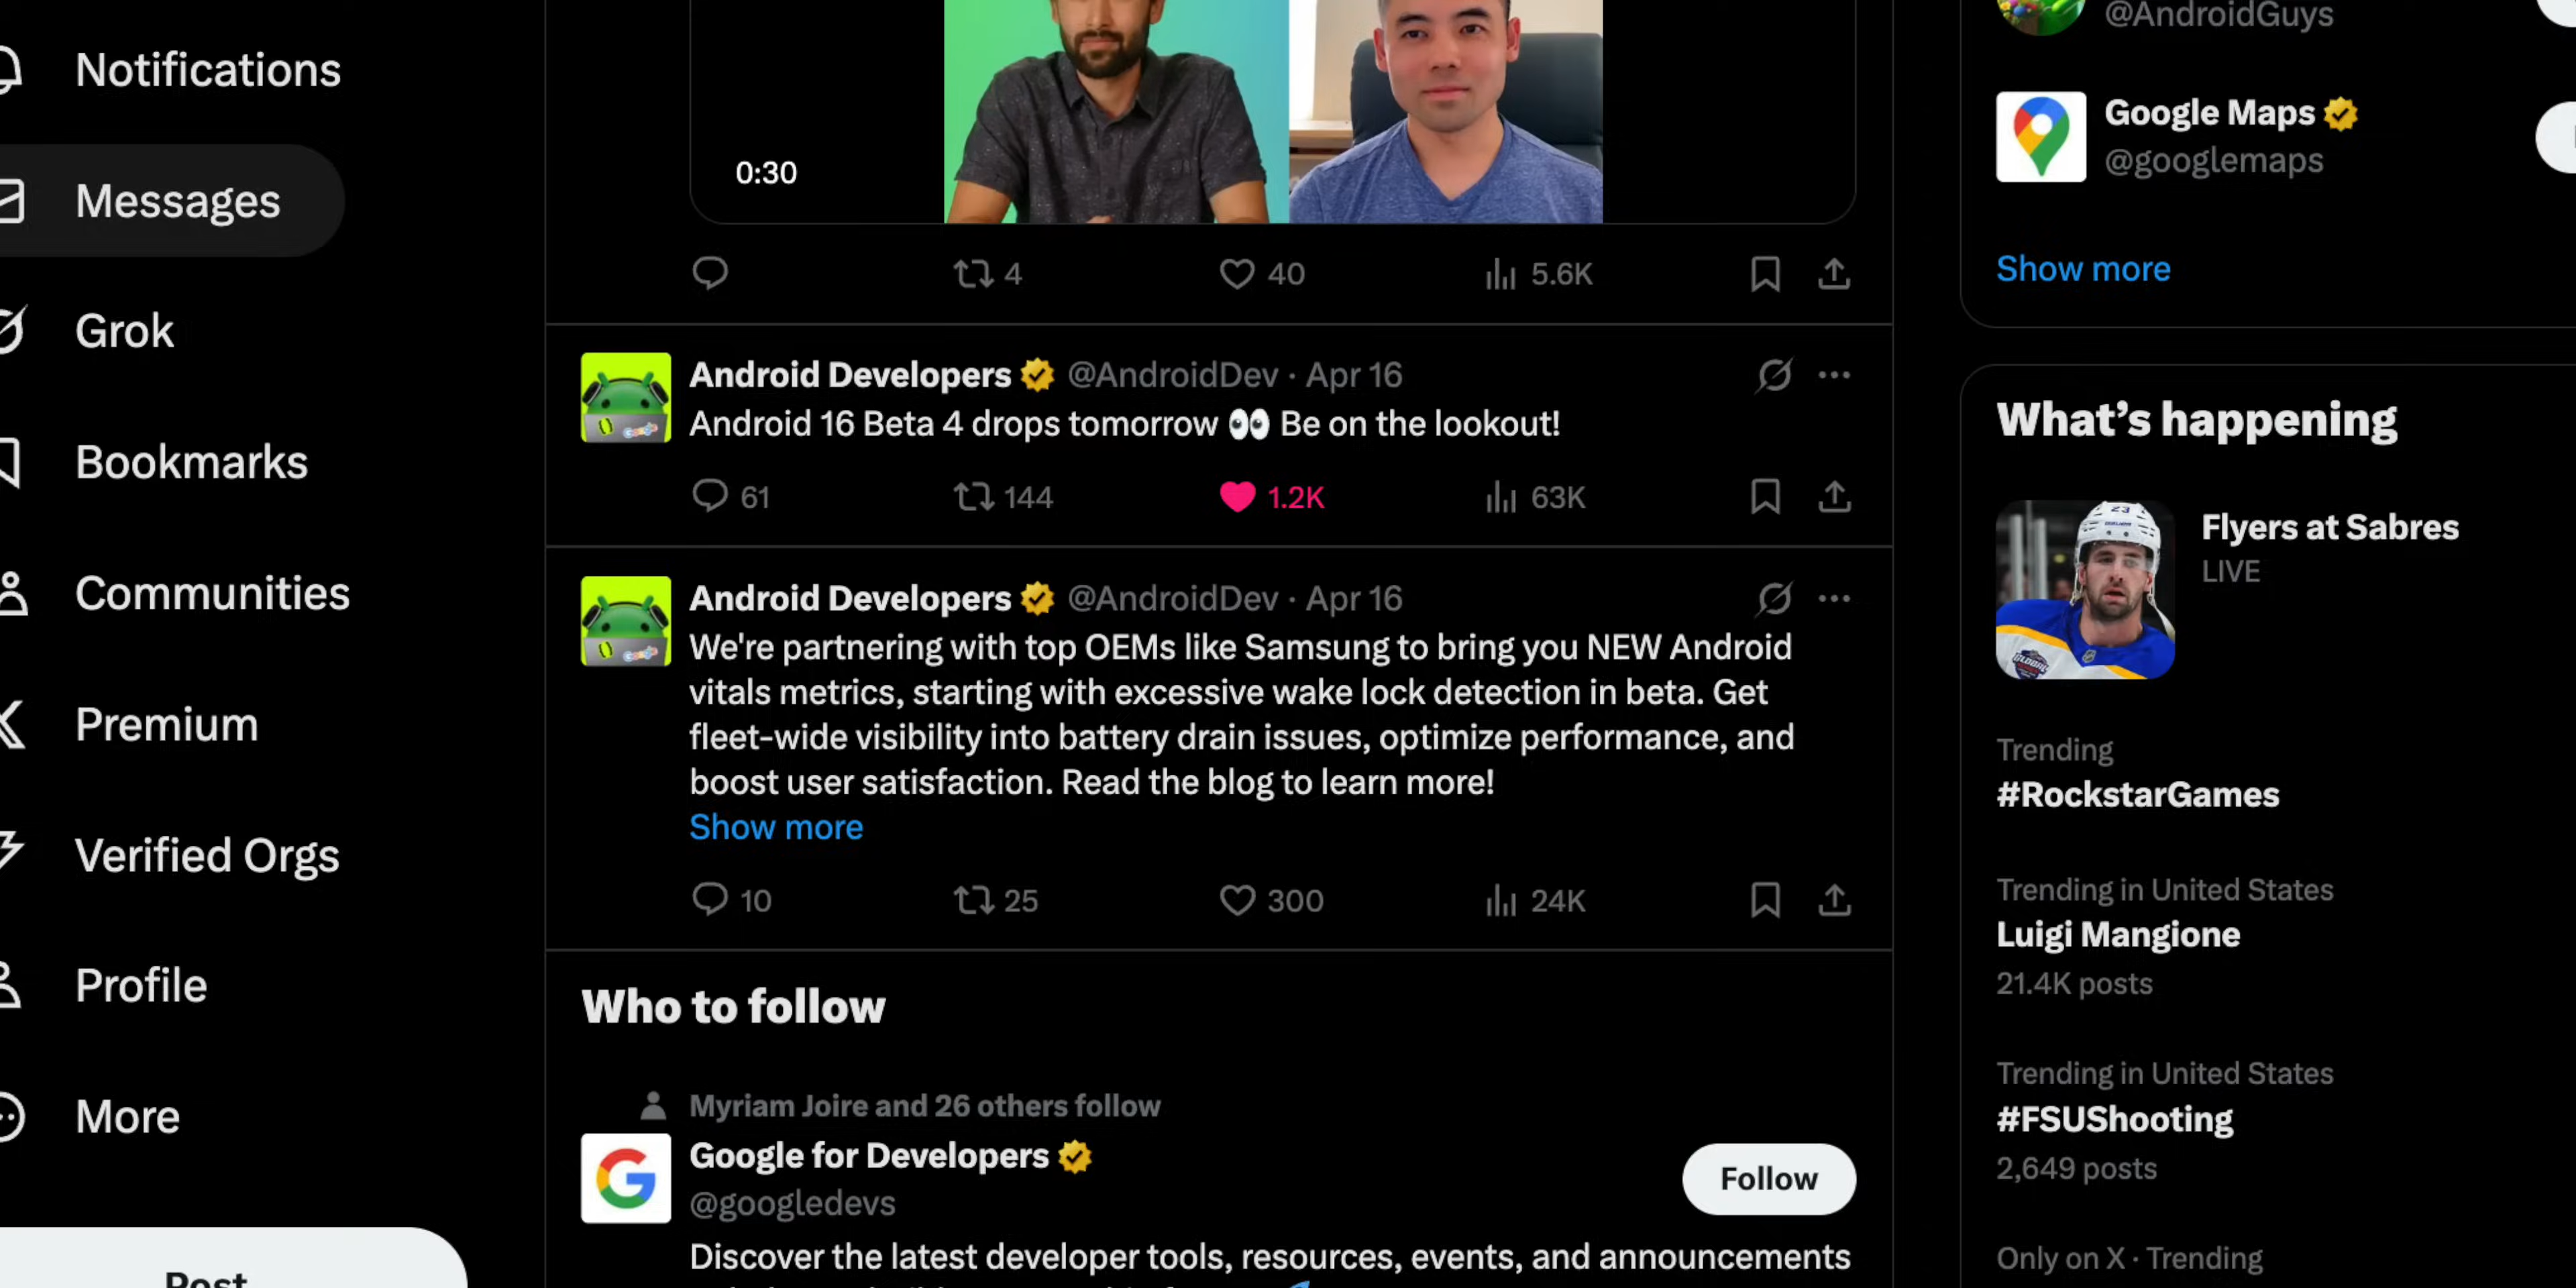 Notifications
Messages
Grok
Bookmarks
Communities
Premium
Verified Orgs
Profile
More
Post
0:30
4 40 5.6K
Android Developers @AndroidDev · Apr 16
Android 16 Beta 4 drops tomorrow 👀 Be on the lookout!
61 144 1.2K 63K
Android Developers @AndroidDev · Apr 16
We're partnering with top OEMs like Samsung to bring you NEW Android
vitals metrics, starting with excessive wake lock detection in beta. Get
fleet-wide visibility into battery drain issues, optimize performance, and
boost user satisfaction. Read the blog to learn more!
Show more
10 25 300 24K
Who to follow
Myriam Joire and 26 others follow
Google for Developers
@googledevs
Follow
Discover the latest developer tools, resources, events, and announcements
@AndroidGuys
Google Maps
@googlemaps
Show more
What's happening
Flyers at Sabres
LIVE
Trending
#RockstarGames
Trending in United States
Luigi Mangione
21.4K posts
Trending in United States
#FSUShooting
2,649 posts
Only on X · Trending